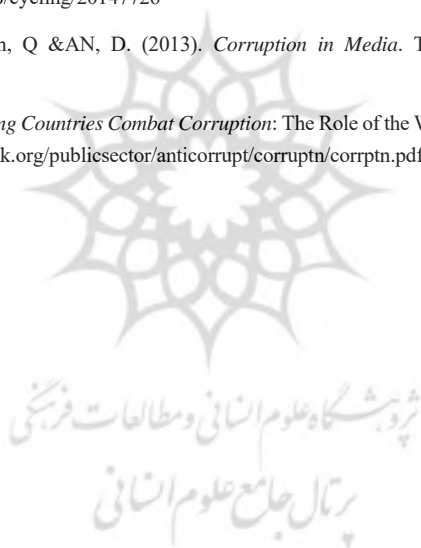 n, Q &AN, D. (2013). Corruption in Media. T
ng Countries Combat Corruption: The Role of the V
k.org/publicsector/anticorrupt/corruptn/corrptn.pdf
پژوهشگاه علوم انسانی و مطالعات فرهنگی
پرتال جامع علوم انسانی